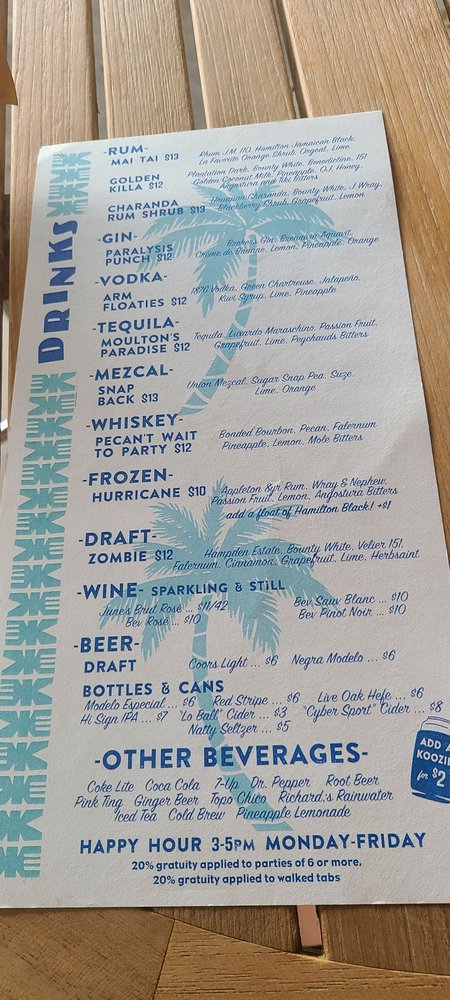 DRINKS
-RUM-
MAI TAI $13
Rhum J.M. 110, Hamilton Jamaican Black,
La Favorite Orange Shrub, Orgeat, Lime
GOLDEN
KILLA $12
Plantation Dark, Bounty White, Benedictine, 151
Golden Coconut Milk, Pineapple, OJ, Honey,
Angostura and Tiki Bitters
CHARANDA
RUM SHRUB $13
Uruapan Charanda, Bounty White, J Wray,
Blackberry Shrub, Grapefruit, Lemon
-GIN-
PARALYSIS
PUNCH $12
Broker's Gin, Brennivin Aquavit,
Crème de Banane, Lemon, Pineapple, Orange
-VODKA-
ARM
FLOATIES $12
1876 Vodka, Green Chartreuse, Jalapeño,
Kiwi Syrup, Lime, Pineapple
-TEQUILA-
MOULTON'S
PARADISE $12
Tequila, Luxardo Maraschino, Passion Fruit,
Grapefruit, Lime, Peychauds Bitters
-MEZCAL-
SNAP
BACK $13
Union Mezcal, Sugar Snap Pea, Suze,
Lime, Orange
-WHISKEY-
PECAN'T WAIT
TO PARTY $12
Bonded Bourbon, Pecan, Falernum
Pineapple, Lemon, Mole Bitters
-FROZEN-
HURRICANE $10
Appleton 8yr Rum, Wray & Nephew,
Passion Fruit, Lemon, Angostura Bitters
add a float of Hamilton Black! +$1
-DRAFT-
ZOMBIE $12
Hampden Estate, Bounty White, Velier 151,
Falernum, Cinnamon, Grapefruit, Lime, Herbsaint
-WINE- SPARKLING & STILL
June's Brut Rosé ... $11/42
Bev Rosé ... $10
Bev Sauv Blanc ... $10
Bev Pinot Noir ... $10
-BEER-
DRAFT
Coors Light ... $6 Negra Modelo ... $6
BOTTLES & CANS
Modelo Especial ... $6 Red Stripe ... $6 Live Oak Hefe ... $6
Hi Sign IPA ... $7 "Lo Ball" Cider ... $3 "Cyber Sport" Cider ... $8
Natty Seltzer ... $5
ADD A
KOOZIE
for $2
-OTHER BEVERAGES-
Coke Lite Coca Cola 7-Up Dr. Pepper Root Beer
Pink Ting Ginger Beer Topo Chico Richard's Rainwater
Iced Tea Cold Brew Pineapple Lemonade
HAPPY HOUR 3-5PM MONDAY-FRIDAY
20% gratuity applied to parties of 6 or more,
20% gratuity applied to walked tabs